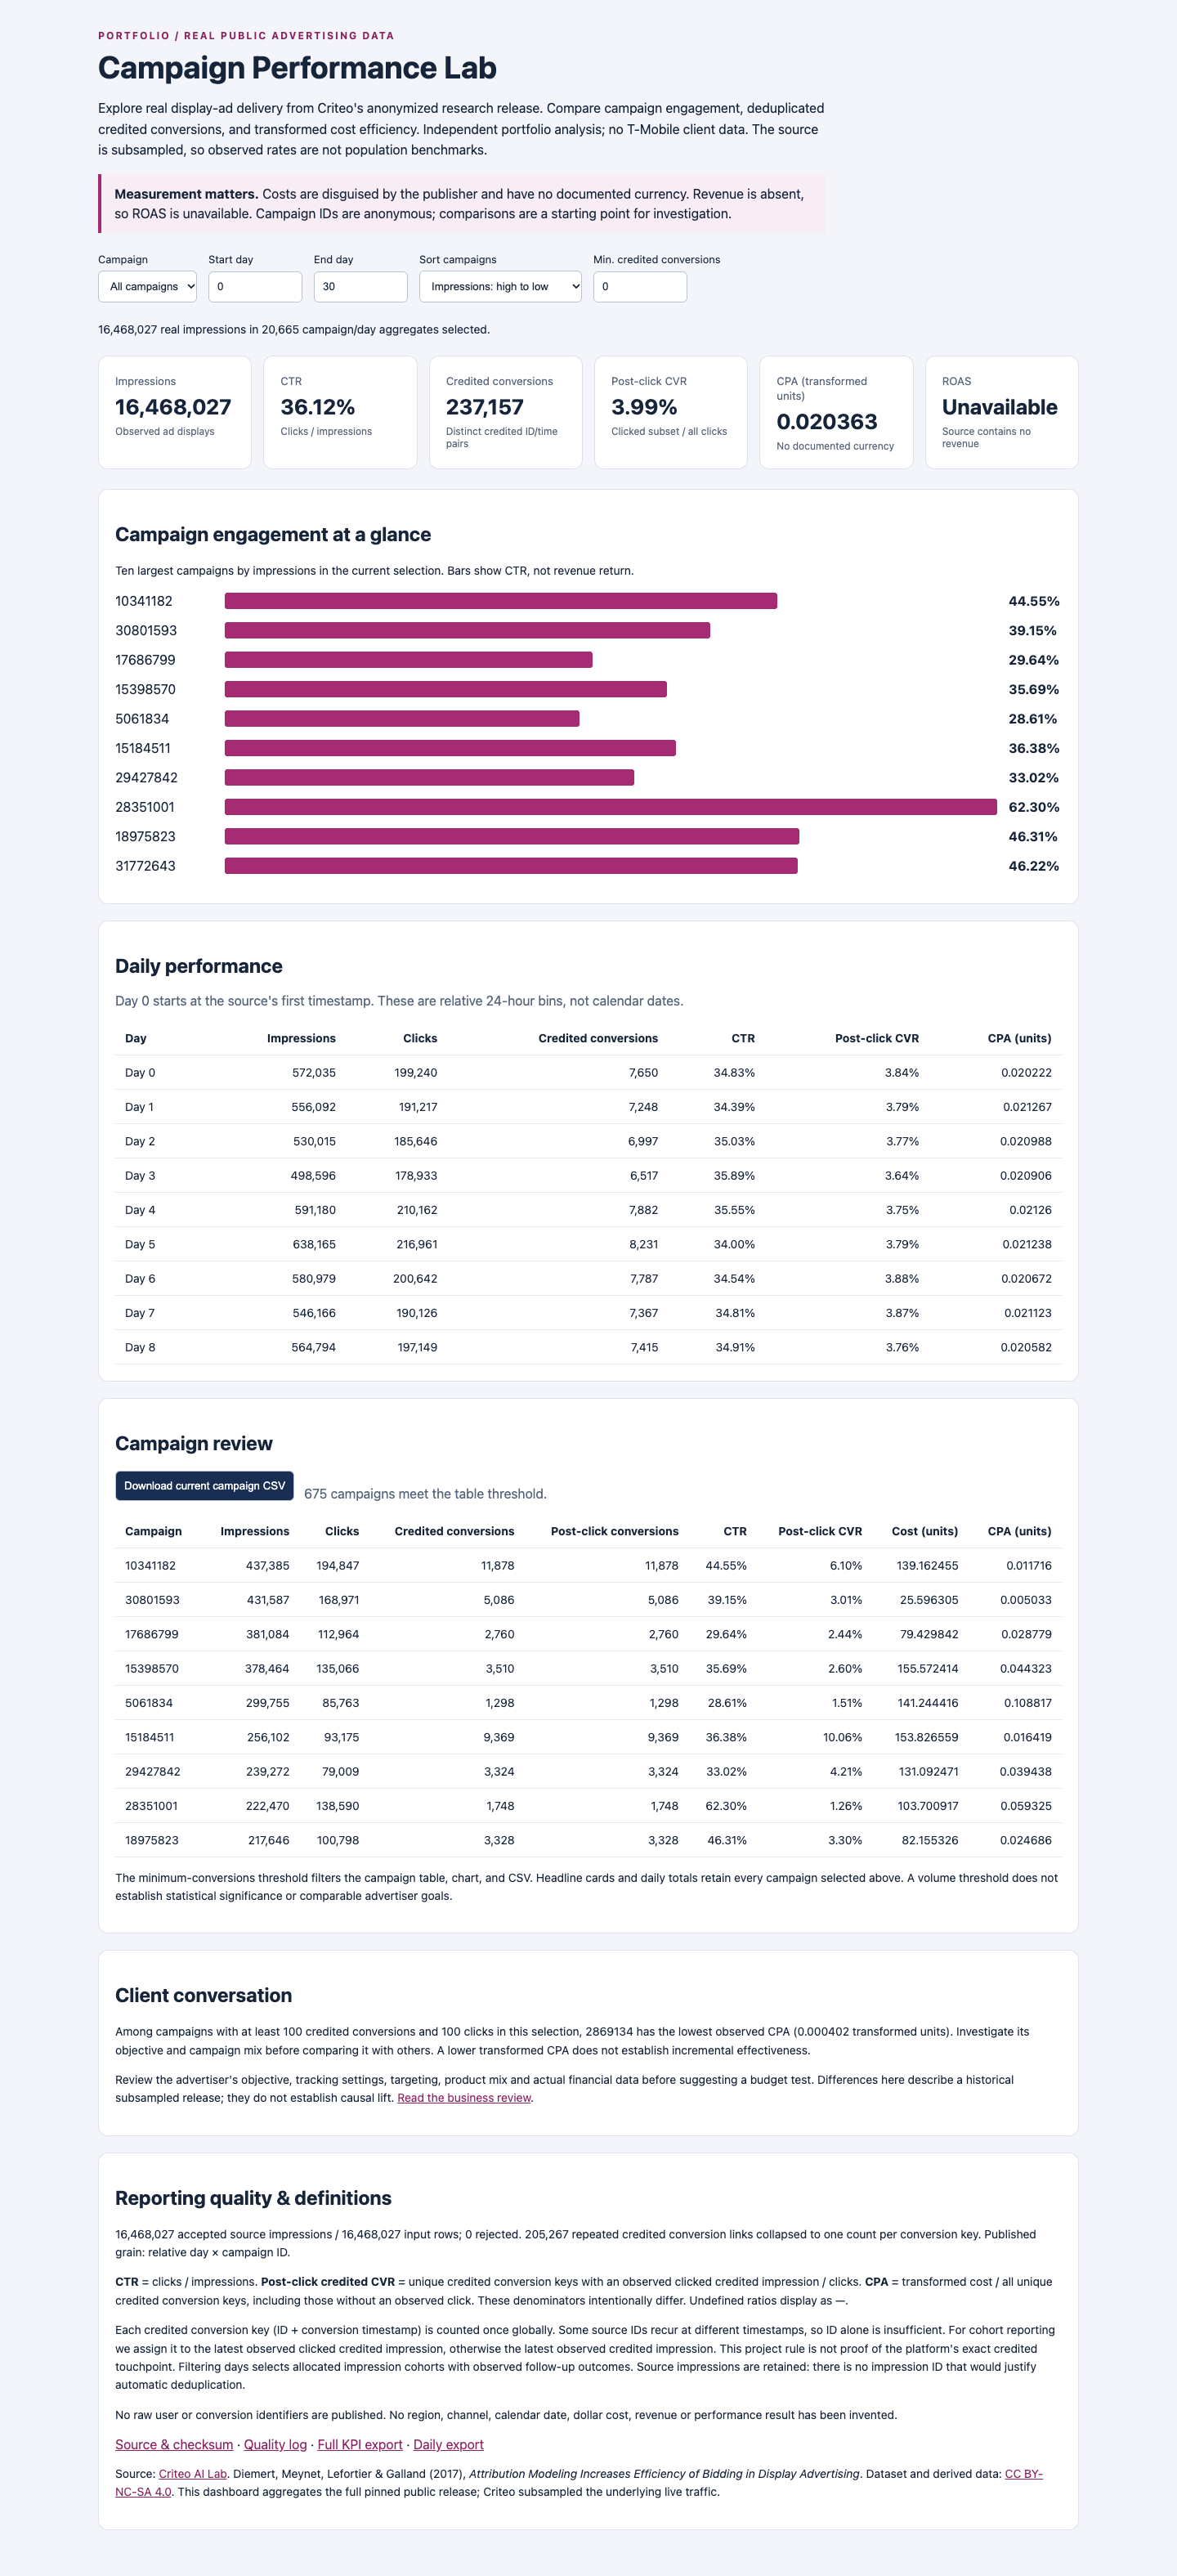 PORTFOLIO / REAL PUBLIC ADVERTISING DATA
Campaign Performance Lab
Explore real display-ad delivery from Criteo's anonymized research release. Compare campaign engagement, deduplicated
credited conversions, and transformed cost efficiency. Independent portfolio analysis; no T-Mobile client data. The source
is subsampled, so observed rates are not population benchmarks.
Measurement matters. Costs are disguised by the publisher and have no documented currency. Revenue is absent,
so ROAS is unavailable. Campaign IDs are anonymous; comparisons are a starting point for investigation.
Campaign Start day End day Sort campaigns Min. credited conversions
All campaigns 0 30 Impressions: high to low 0
16,468,027 real impressions in 20,665 campaign/day aggregates selected.
Impressions
16,468,027
Observed ad displays
CTR
36.12%
Clicks / impressions
Credited conversions
237,157
Distinct credited ID/time
pairs
Post-click CVR
3.99%
Clicked subset / all clicks
CPA (transformed
units)
0.020363
No documented currency
ROAS
Unavailable
Source contains no
revenue
Campaign engagement at a glance
Ten largest campaigns by impressions in the current selection. Bars show CTR, not revenue return.
10341182 44.55%
30801593 39.15%
17686799 29.64%
15398570 35.69%
5061834 28.61%
15184511 36.38%
29427842 33.02%
28351001 62.30%
18975823 46.31%
31772643 46.22%
Daily performance
Day 0 starts at the source's first timestamp. These are relative 24-hour bins, not calendar dates.
Day Impressions Clicks Credited conversions CTR Post-click CVR CPA (units)
Day 0 572,035 199,240 7,650 34.83% 3.84% 0.020222
Day 1 556,092 191,217 7,248 34.39% 3.79% 0.021267
Day 2 530,015 185,646 6,997 35.03% 3.77% 0.020988
Day 3 498,596 178,933 6,517 35.89% 3.64% 0.020906
Day 4 591,180 210,162 7,882 35.55% 3.75% 0.02126
Day 5 638,165 216,961 8,231 34.00% 3.79% 0.021238
Day 6 580,979 200,642 7,787 34.54% 3.88% 0.020672
Day 7 546,166 190,126 7,367 34.81% 3.87% 0.021123
Day 8 564,794 197,149 7,415 34.91% 3.76% 0.020582
Campaign review
Download current campaign CSV 675 campaigns meet the table threshold.
Campaign Impressions Clicks Credited conversions Post-click conversions CTR Post-click CVR Cost (units) CPA (units)
10341182 437,385 194,847 11,878 11,878 44.55% 6.10% 139.162455 0.011716
30801593 431,587 168,971 5,086 5,086 39.15% 3.01% 25.596305 0.005033
17686799 381,084 112,964 2,760 2,760 29.64% 2.44% 79.429842 0.028779
15398570 378,464 135,066 3,510 3,510 35.69% 2.60% 155.572414 0.044323
5061834 299,755 85,763 1,298 1,298 28.61% 1.51% 141.244416 0.108817
15184511 256,102 93,175 9,369 9,369 36.38% 10.06% 153.826559 0.016419
29427842 239,272 79,009 3,324 3,324 33.02% 4.21% 131.092471 0.039438
28351001 222,470 138,590 1,748 1,748 62.30% 1.26% 103.700917 0.059325
18975823 217,646 100,798 3,328 3,328 46.31% 3.30% 82.155326 0.024686
The minimum-conversions threshold filters the campaign table, chart, and CSV. Headline cards and daily totals retain every campaign selected above. A volume threshold does not
establish statistical significance or comparable advertiser goals.
Client conversation
Among campaigns with at least 100 credited conversions and 100 clicks in this selection, 2869134 has the lowest observed CPA (0.000402 transformed units). Investigate its
objective and campaign mix before comparing it with others. A lower transformed CPA does not establish incremental effectiveness.
Review the advertiser's objective, tracking settings, targeting, product mix and actual financial data before suggesting a budget test. Differences here describe a historical
subsampled release; they do not establish causal lift. Read the business review.
Reporting quality & definitions
16,468,027 accepted source impressions / 16,468,027 input rows; 0 rejected. 205,267 repeated credited conversion links collapsed to one count per conversion key. Published
grain: relative day × campaign ID.
CTR = clicks / impressions. Post-click credited CVR = unique credited conversion keys with an observed clicked credited impression / clicks. CPA = transformed cost / all unique
credited conversion keys, including those without an observed click. These denominators intentionally differ. Undefined ratios display as —.
Each credited conversion key (ID + conversion timestamp) is counted once globally. Some source IDs recur at different timestamps, so ID alone is insufficient. For cohort reporting
we assign it to the latest observed clicked credited impression, otherwise the latest observed credited impression. This project rule is not proof of the platform's exact credited
touchpoint. Filtering days selects allocated impression cohorts with observed follow-up outcomes. Source impressions are retained: there is no impression ID that would justify
automatic deduplication.
No raw user or conversion identifiers are published. No region, channel, calendar date, dollar cost, revenue or performance result has been invented.
Source & checksum · Quality log · Full KPI export · Daily export
Source: Criteo AI Lab. Diemert, Meynet, Lefortier & Galland (2017), Attribution Modeling Increases Efficiency of Bidding in Display Advertising. Dataset and derived data: CC BY-
NC-SA 4.0. This dashboard aggregates the full pinned public release; Criteo subsampled the underlying live traffic.